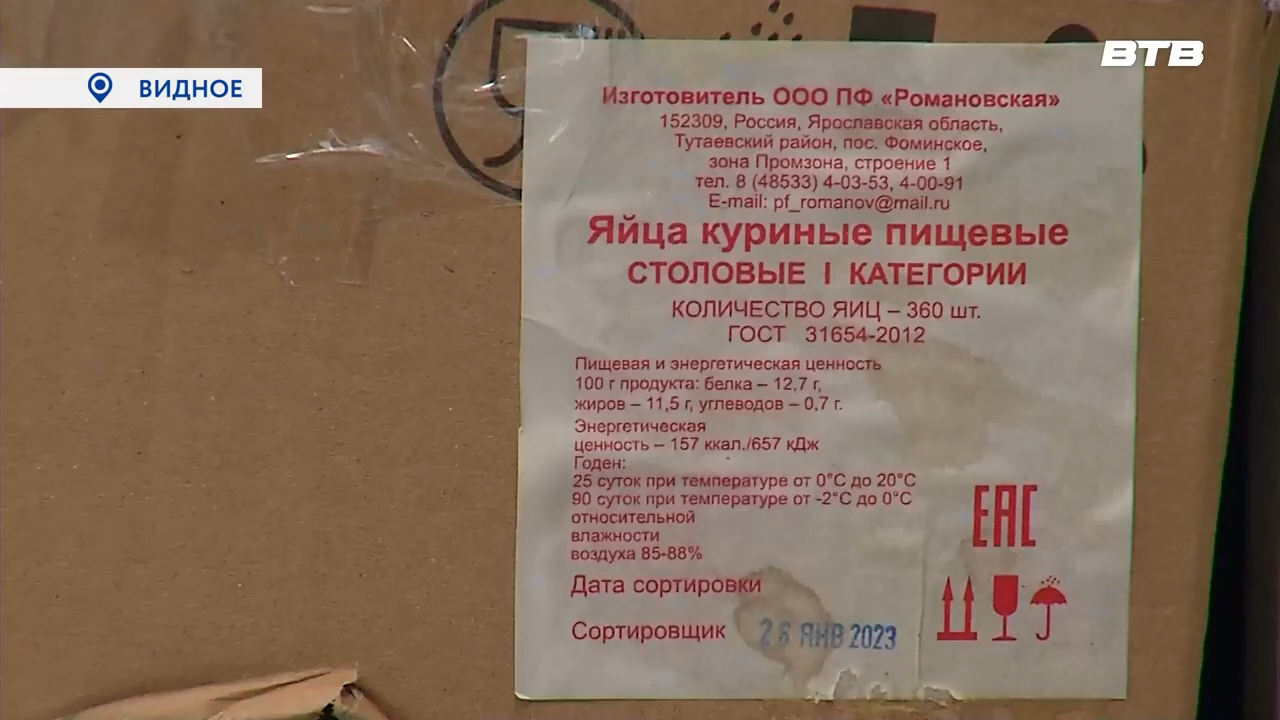 ВТВ
ВИДНОЕ
Изготовитель ООО ПФ «Романовская»
152309, Россия, Ярославская область,
Тутаевский район, пос. Фоминское,
зона Промзона, строение 1
тел. 8 (48533) 4-03-53, 4-00-91
E-mail: pf_romanov@mail.ru
Яйца куриные пищевые
СТОЛОВЫЕ I КАТЕГОРИИ
КОЛИЧЕСТВО ЯИЦ – 360 шт.
ГОСТ 31654-2012
Пищевая и энергетическая ценность
100 г продукта: белка – 12,7 г,
жиров – 11,5 г, углеводов – 0,7 г.
Энергетическая
ценность – 157 ккал./657 кДж
Годен:
25 суток при температуре от 0°С до 20°С
90 суток при температуре от -2°С до 0°С
относительной
влажности
воздуха 85-88%
EAC
Дата сортировки
Сортировщик 26 ЯНВ 2023